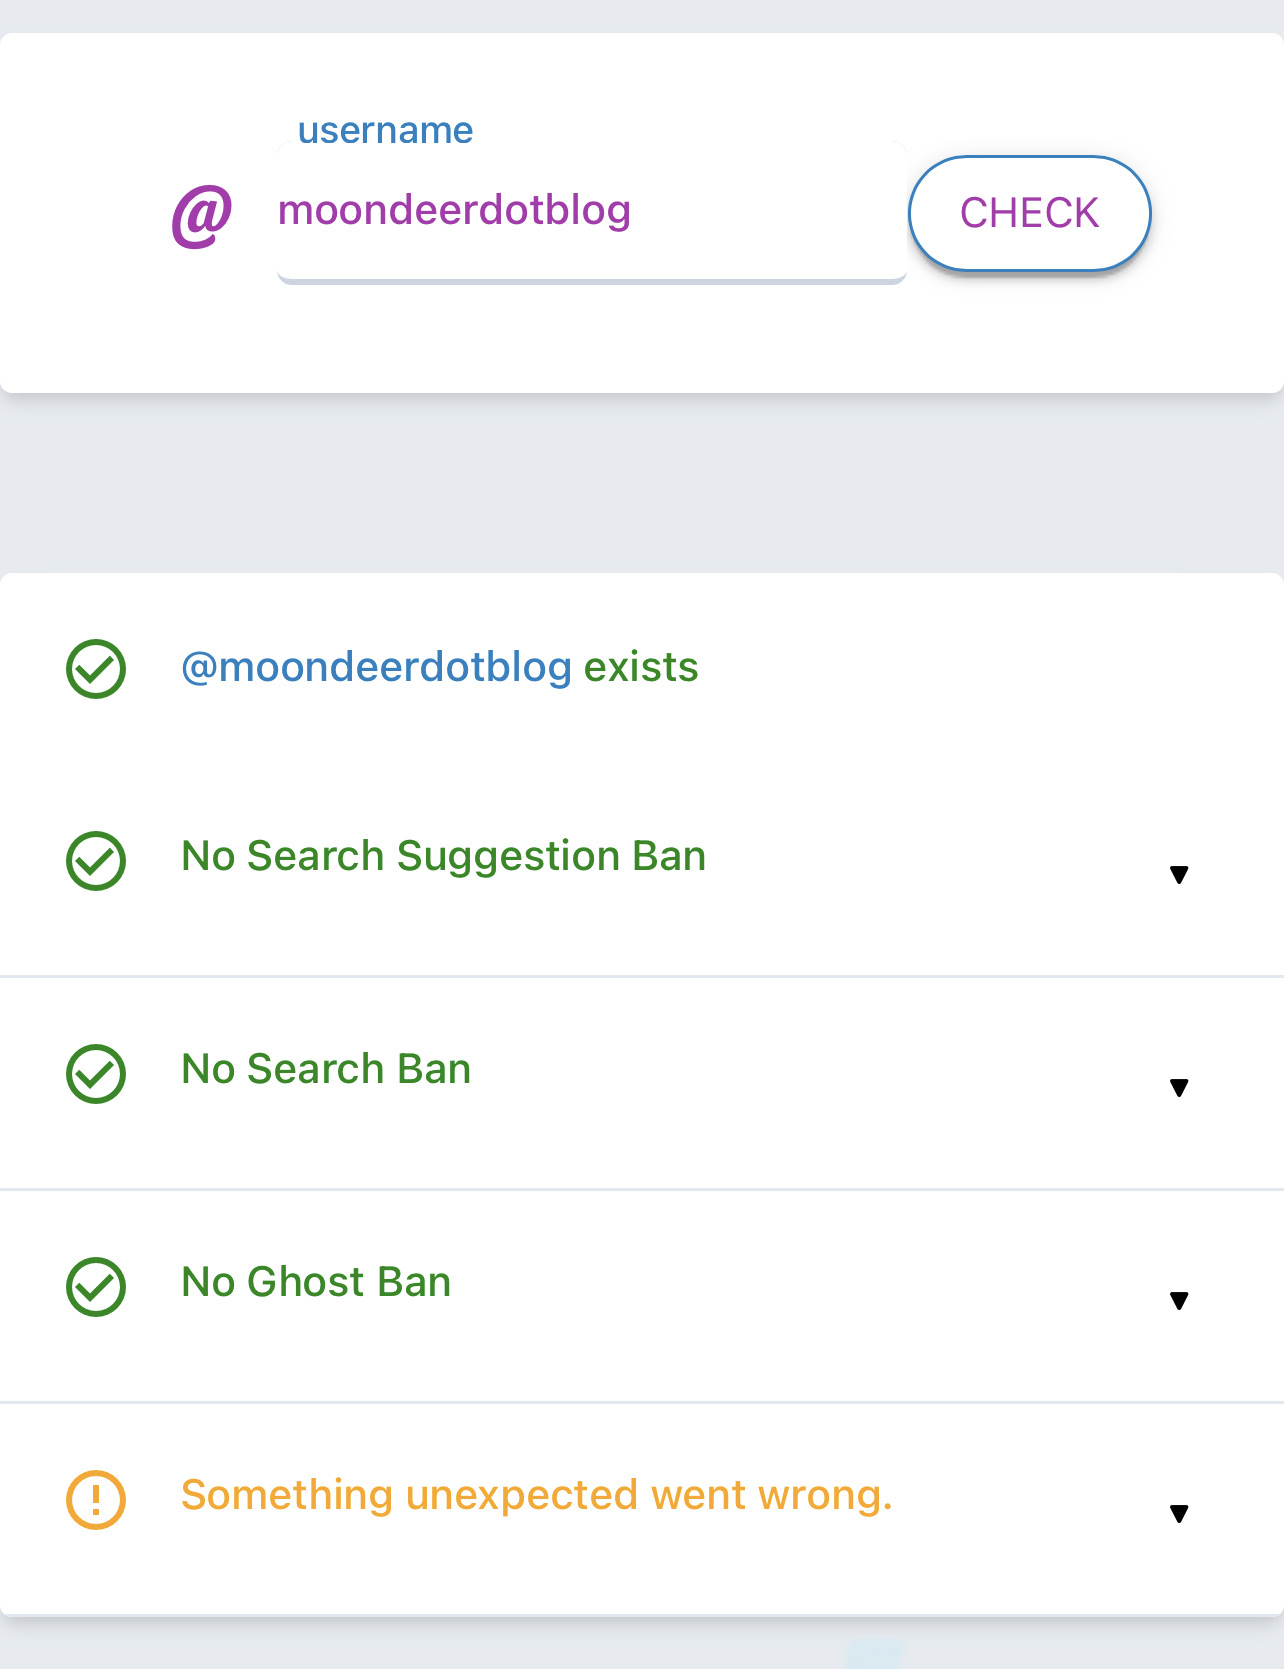 username
@ moondeerdotblog CHECK
@moondeerdotblog exists
No Search Suggestion Ban
No Search Ban
No Ghost Ban
Something unexpected went wrong.